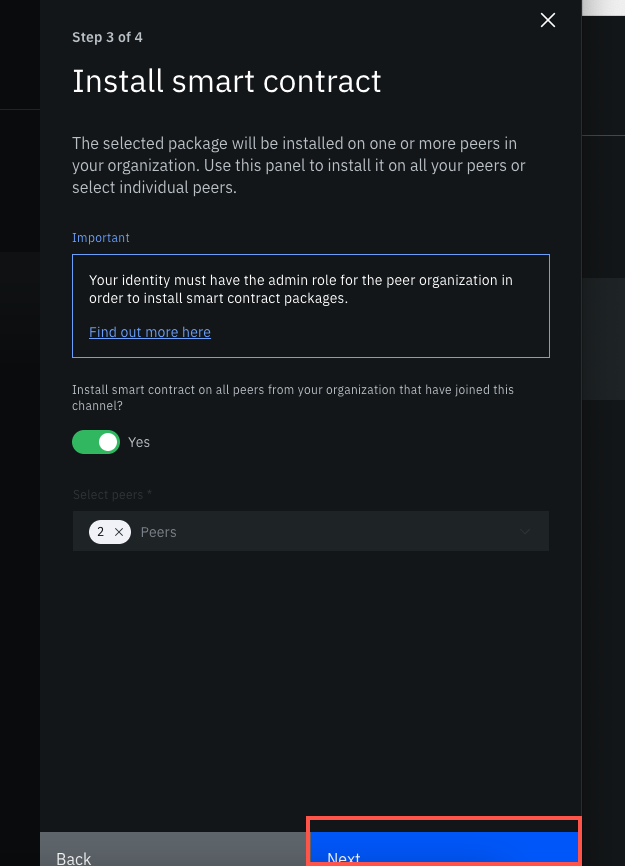 Step 3 of 4
Install smart contract
The selected package will be installed on one or more peers in
your organization. Use this panel to install it on all your peers or
select individual peers.
Important
Your identity must have the admin role for the peer organization in
order to install smart contract packages.
Find out more here
Install smart contract on all peers from your organization that have joined this
channel?
Yes
Select peers *
2 Peers
Back
Next